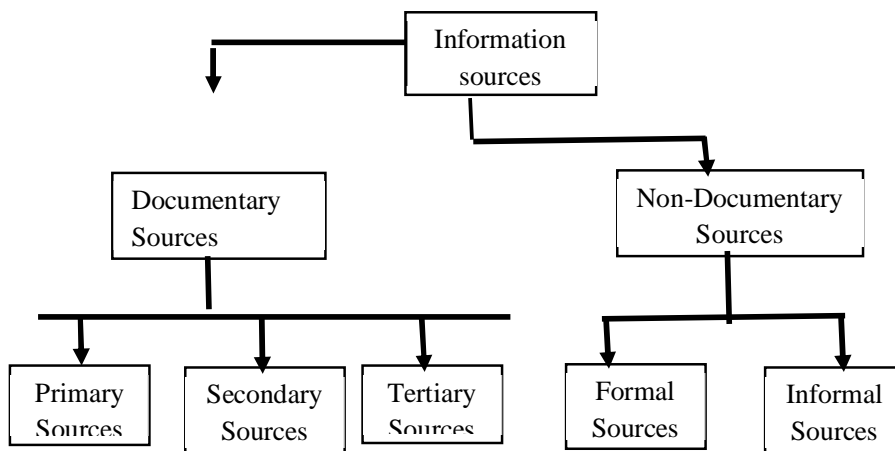 Information
sources
Documentary
Sources
Non-Documentary
Sources
Primary
Sources
Secondary
Sources
Tertiary
Sources
Formal
Sources
Informal
Sources